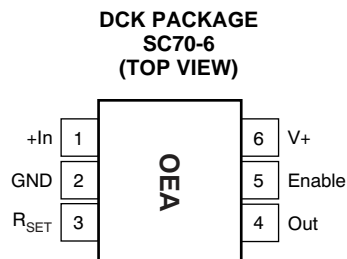 DCK PACKAGE
SC70-6
(TOP VIEW)
+In 1 6 V+
GND 2 5 Enable
RSET 3 4 Out
OEA